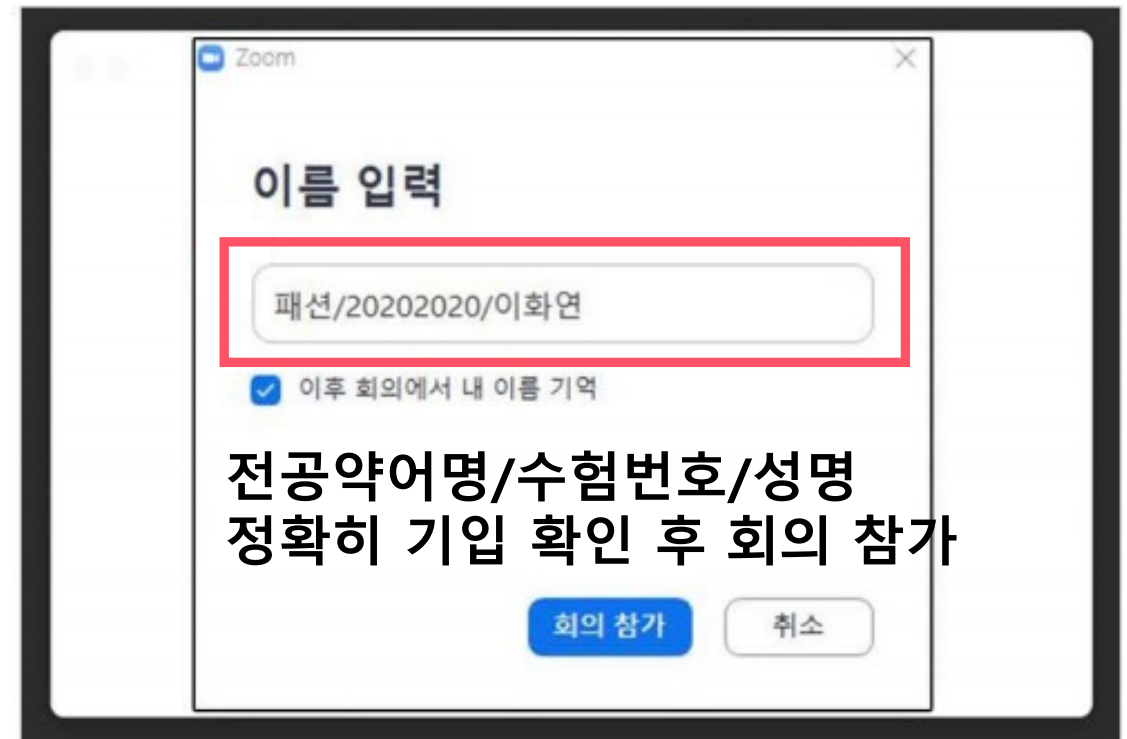 Zoom
이름 입력
패션/20202020/이화연
이후 회의에서 내 이름 기억
전공약어명/수험번호/성명
정확히 기입 확인 후 회의 참가
회의 참가
취소